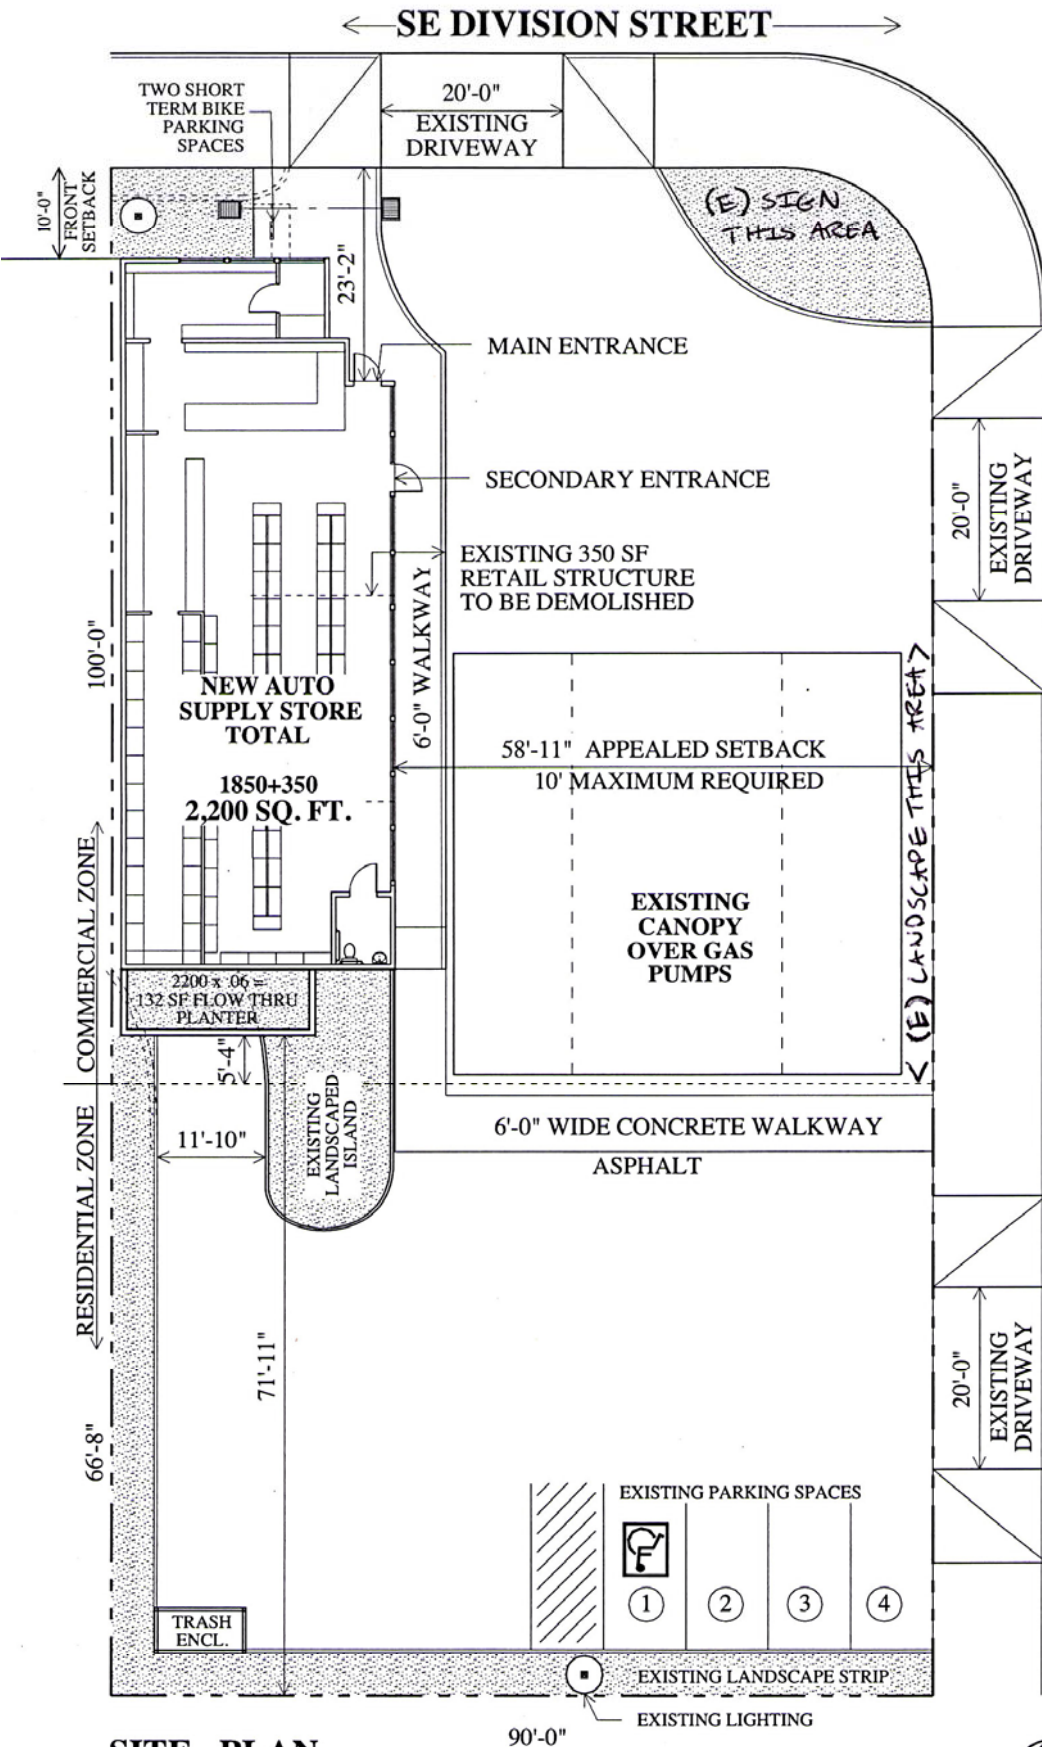 SE DIVISION STREET
TWO SHORT
TERM BIKE
PARKING
SPACES
20'-0"
EXISTING
DRIVEWAY
10'-0"
FRONT
SETBACK
(E) SIGN
THIS AREA
23'-2"
MAIN ENTRANCE
SECONDARY ENTRANCE
20'-0"
EXISTING
DRIVEWAY
EXISTING 350 SF
RETAIL STRUCTURE
TO BE DEMOLISHED
100'-0"
6'-0" WALKWAY
NEW AUTO
SUPPLY STORE
TOTAL
1850+350
2,200 SQ. FT.
58'-11" APPEALED SETBACK
10' MAXIMUM REQUIRED
< (E) LANDSCAPE THIS AREA >
EXISTING
CANOPY
OVER GAS
PUMPS
COMMERCIAL ZONE
2200 x .06 =
132 SF FLOW THRU
PLANTER
5'-4"
RESIDENTIAL ZONE
11'-10"
EXISTING
LANDSCAPED
ISLAND
6'-0" WIDE CONCRETE WALKWAY
ASPHALT
71'-11"
66'-8"
20'-0"
EXISTING
DRIVEWAY
EXISTING PARKING SPACES
1 2 3 4
TRASH
ENCL.
EXISTING LANDSCAPE STRIP
EXISTING LIGHTING
90'-0"
SITE PLAN